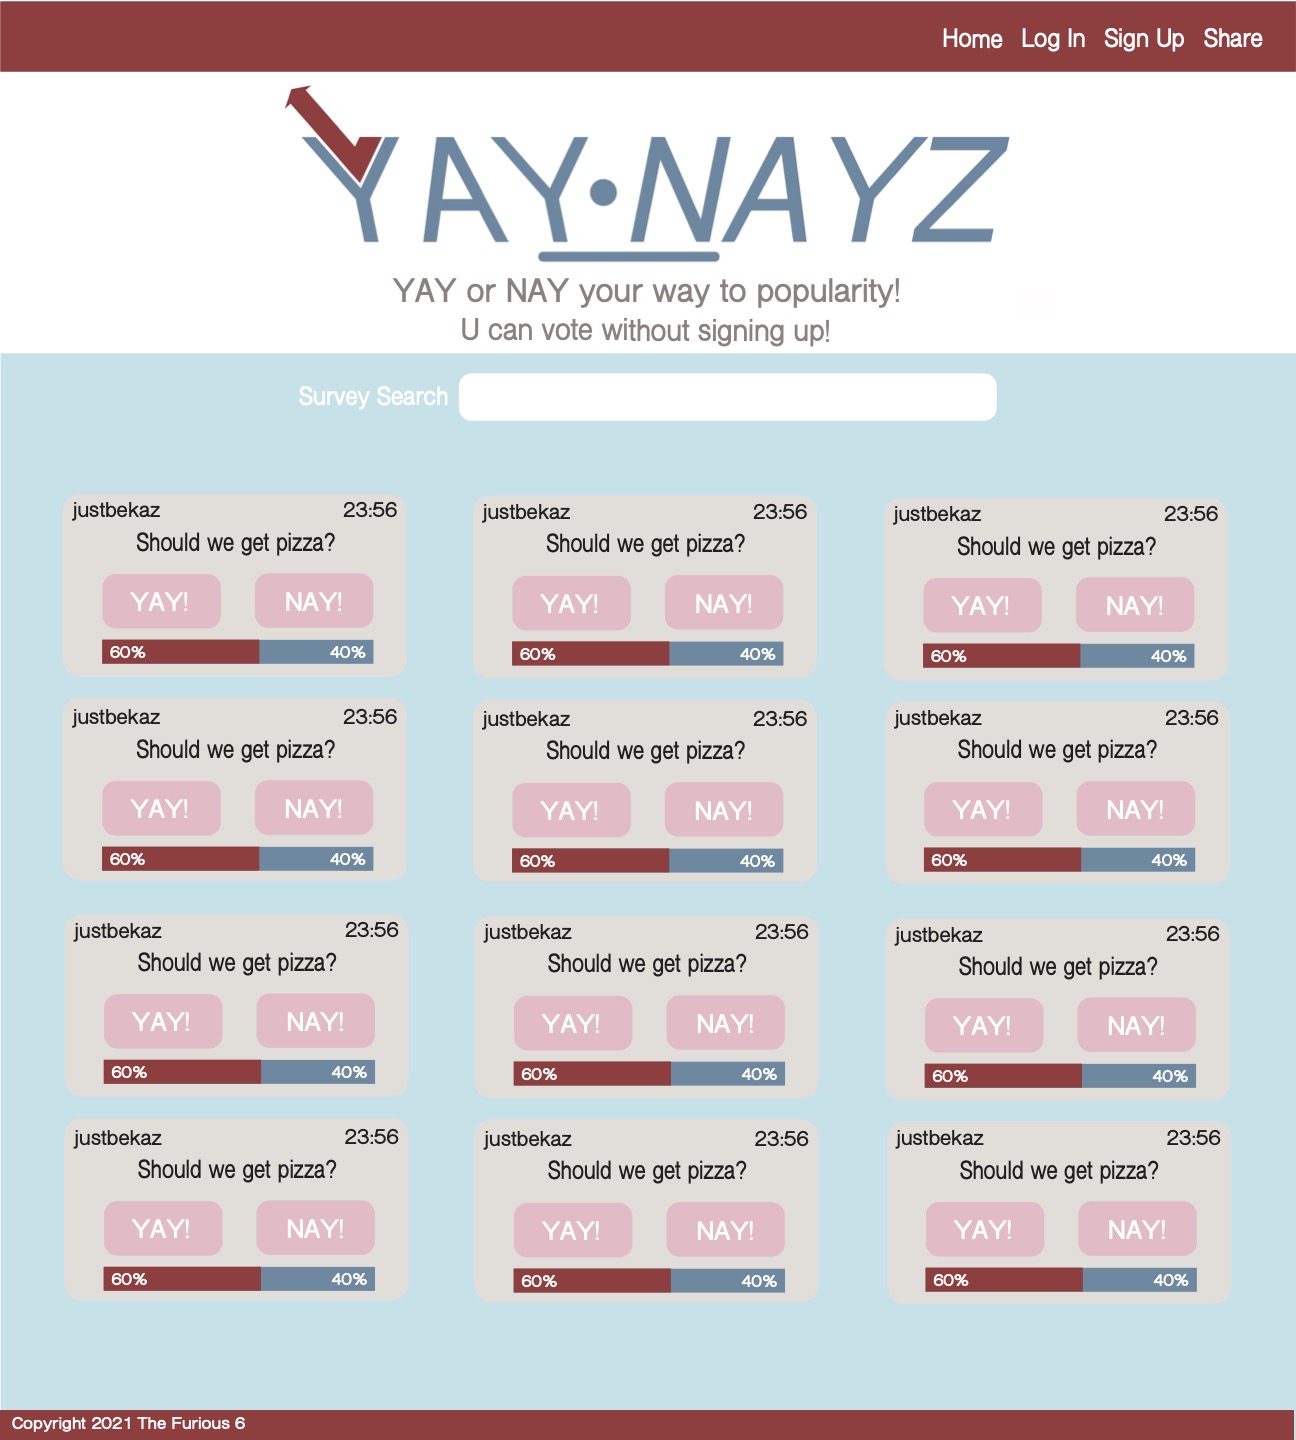 Home Log In Sign Up Share
YAY•NAYZ
YAY or NAY your way to popularity!
U can vote without signing up!
Survey Search
justbekaz 23:56 justbekaz 23:56 justbekaz 23:56
Should we get pizza? Should we get pizza? Should we get pizza?
YAY! NAY! YAY! NAY! YAY! NAY!
60% 40% 60% 40% 60% 40%
justbekaz 23:56 justbekaz 23:56 justbekaz 23:56
Should we get pizza? Should we get pizza? Should we get pizza?
YAY! NAY! YAY! NAY! YAY! NAY!
60% 40% 60% 40% 60% 40%
justbekaz 23:56 justbekaz 23:56 justbekaz 23:56
Should we get pizza? Should we get pizza? Should we get pizza?
YAY! NAY! YAY! NAY! YAY! NAY!
60% 40% 60% 40% 60% 40%
justbekaz 23:56 justbekaz 23:56 justbekaz 23:56
Should we get pizza? Should we get pizza? Should we get pizza?
YAY! NAY! YAY! NAY! YAY! NAY!
60% 40% 60% 40% 60% 40%
Copyright 2021 The Furious 6